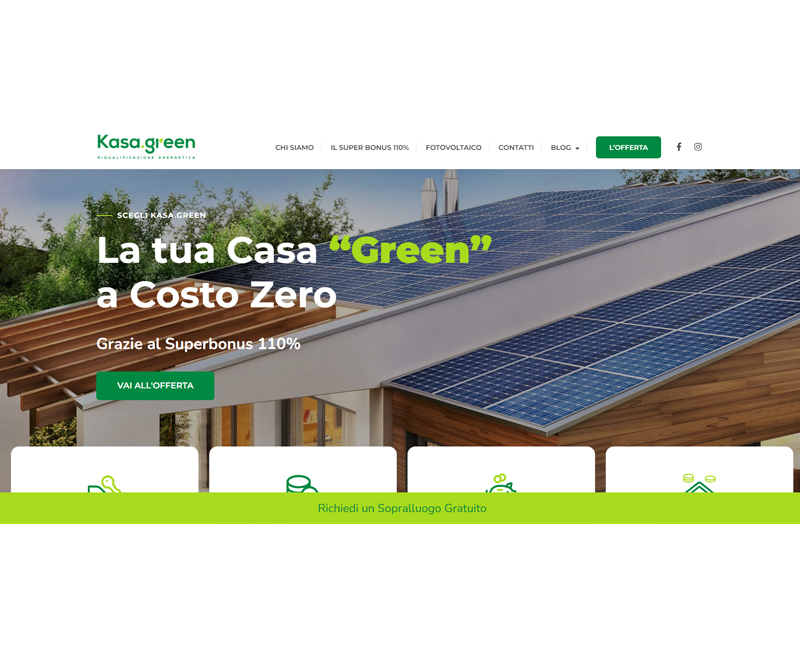 Kasa.green
RIQUALIFICAZIONE ENERGETICA
CHI SIAMO
IL SUPER BONUS 110%
FOTOVOLTAICO
CONTATTI
BLOG
L'OFFERTA
SCEGLI KASA.GREEN
La tua Casa “Green”
a Costo Zero
Grazie al Superbonus 110%
VAI ALL'OFFERTA
Richiedi un Sopralluogo Gratuito